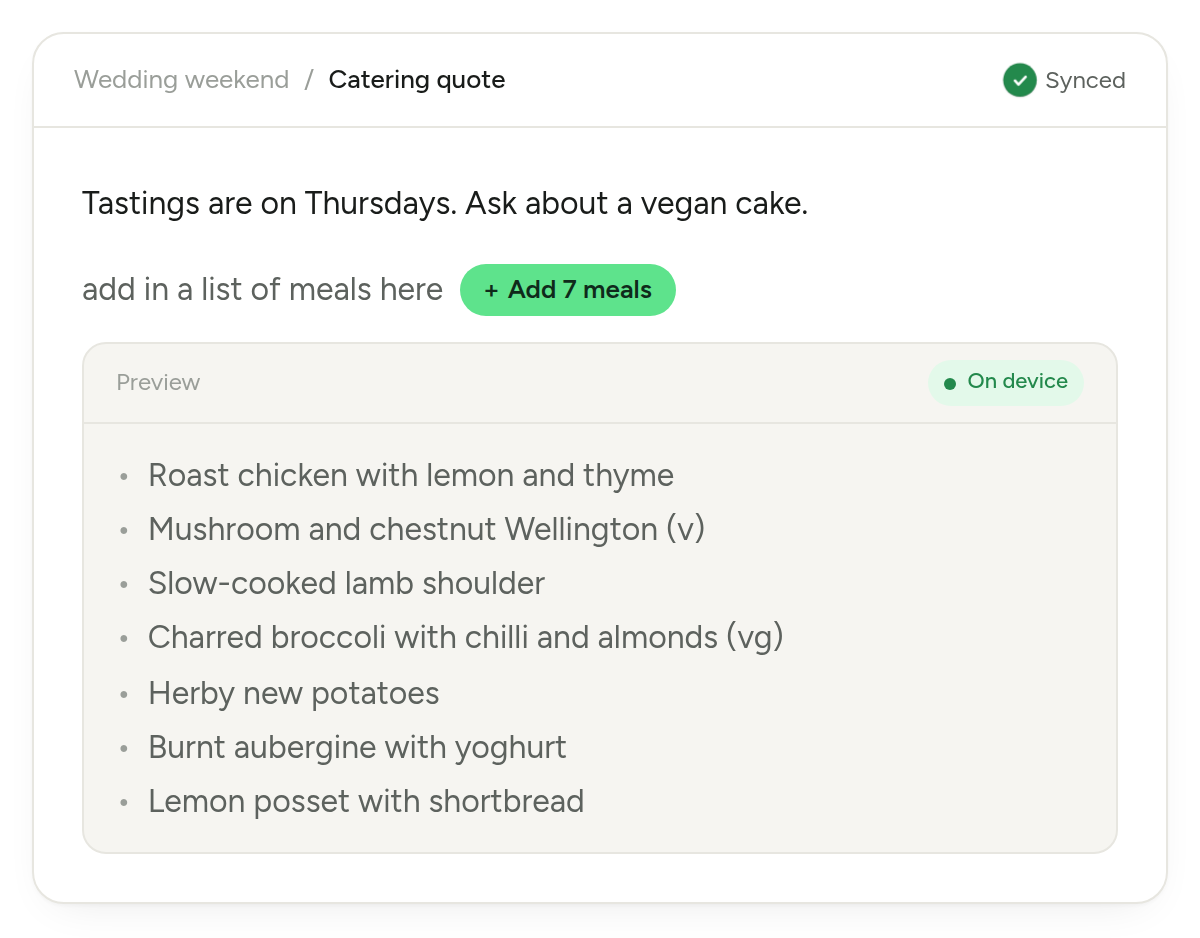 Wedding weekend / Catering quote
Synced
Tastings are on Thursdays. Ask about a vegan cake.
add in a list of meals here
+ Add 7 meals
Preview
On device
• Roast chicken with lemon and thyme
• Mushroom and chestnut Wellington (v)
• Slow-cooked lamb shoulder
• Charred broccoli with chilli and almonds (vg)
• Herby new potatoes
• Burnt aubergine with yoghurt
• Lemon posset with shortbread